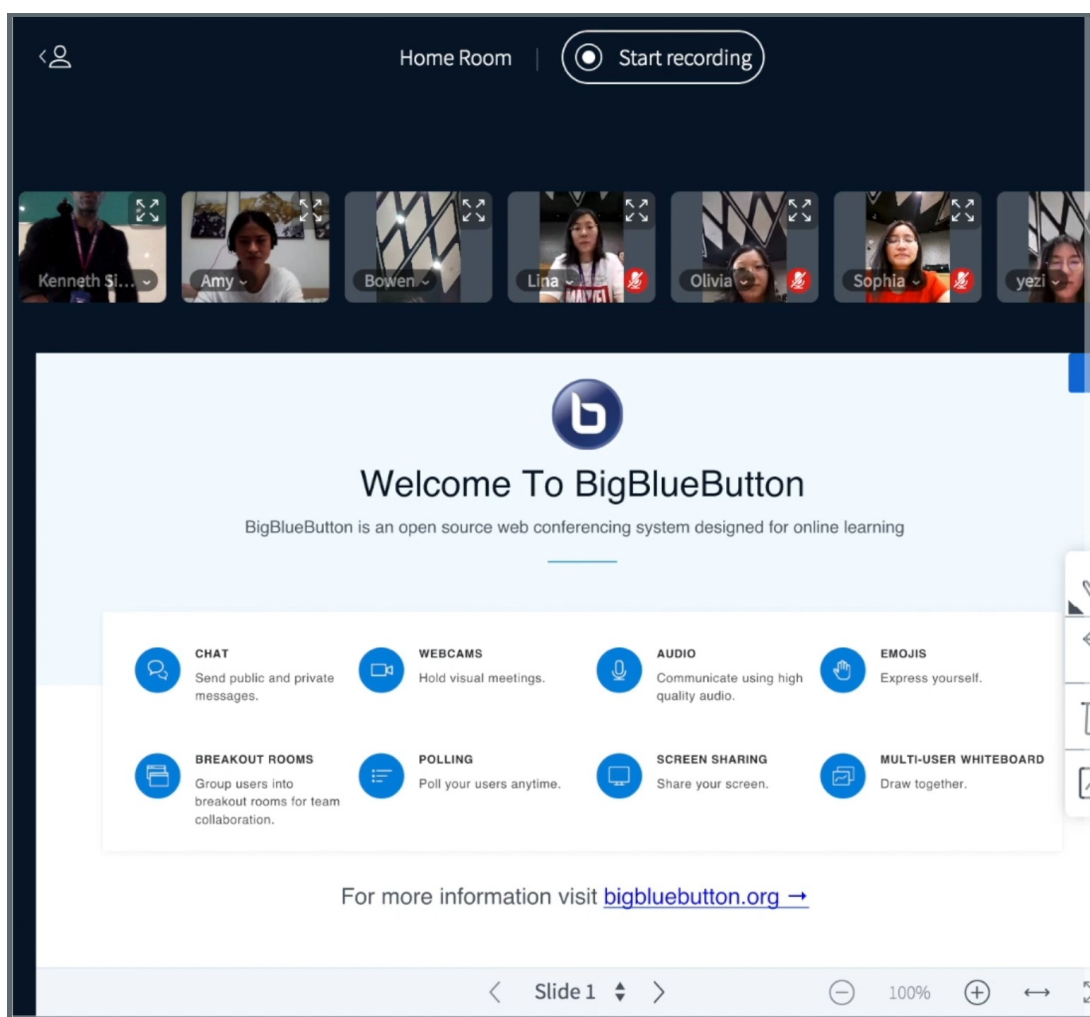 Home Room
Start recording
Kenneth Si...
Amy
Bowen
Lina
Olivia
Sophia
yezi
Welcome To BigBlueButton
BigBlueButton is an open source web conferencing system designed for online learning
CHAT
Send public and private
messages.
WEBCAMS
Hold visual meetings.
AUDIO
Communicate using high
quality audio.
EMOJIS
Express yourself.
BREAKOUT ROOMS
Group users into
breakout rooms for team
collaboration.
POLLING
Poll your users anytime.
SCREEN SHARING
Share your screen.
MULTI-USER WHITEBOARD
Draw together.
For more information visit bigbluebutton.org →
Slide 1
100%